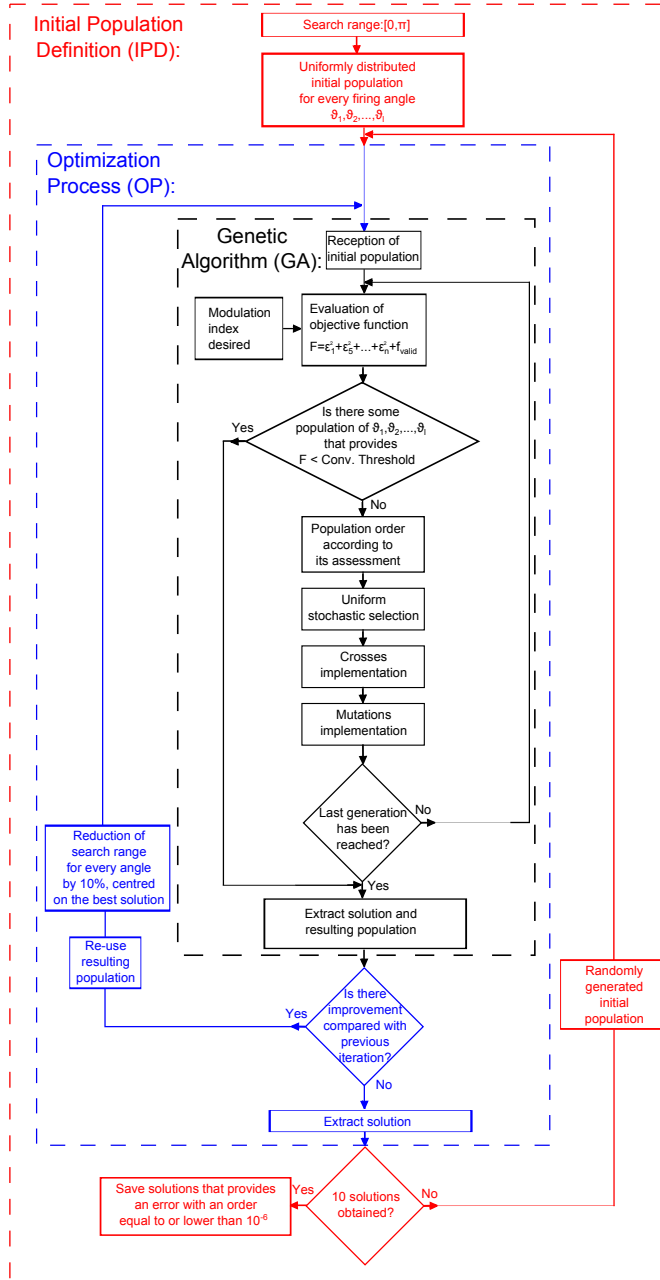 Initial Population
Definition (IPD):
Search range:[0,π]
Uniformly distributed
initial population
for every firing angle
ϑ₁,ϑ₂,...,ϑₗ
Optimization
Process (OP):
Genetic
Algorithm (GA):
Reception of
initial population
Modulation
index
desired
Evaluation of
objective function
F=ε₁²+ε₅²+...+εₙ²+f_valid
Yes
Is there some
population of ϑ₁,ϑ₂,...,ϑₗ
that provides
F < Conv. Threshold
No
Population order
according to
its assessment
Uniform
stochastic selection
Crosses
implementation
Mutations
implementation
Last generation
has been
reached?
No
Yes
Reduction of
search range
for every angle
by 10%, centred
on the best solution
Extract solution and
resulting population
Re-use
resulting
population
Randomly
generated
initial
population
Is there
improvement
compared with
previous
iteration?
Yes
No
Extract solution
Save solutions that provides
an error with an order
equal to or lower than 10⁻⁶
Yes
10 solutions
obtained?
No